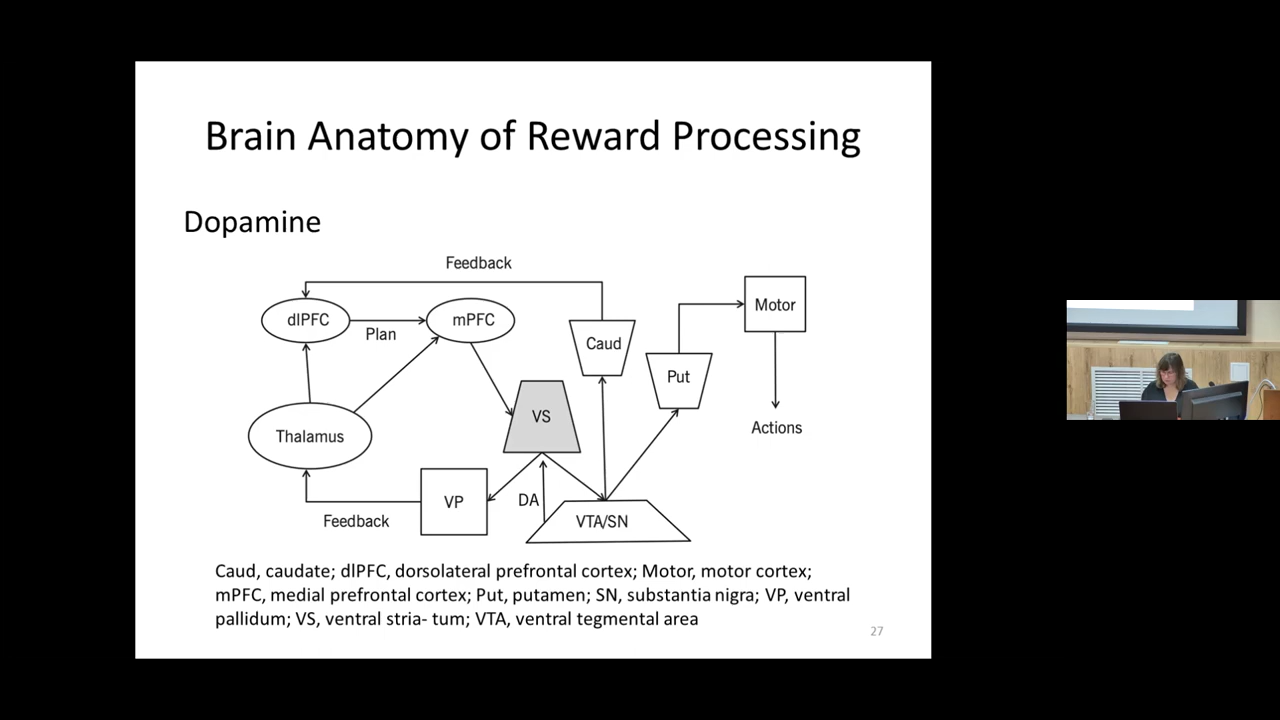 Brain Anatomy of Reward Processing
Dopamine
Feedback
dlPFC
Plan
mPFC
Caud
Put
Motor
Actions
Thalamus
VS
VP
DA
VTA/SN
Feedback
Caud, caudate; dlPFC, dorsolateral prefrontal cortex; Motor, motor cortex;
mPFC, medial prefrontal cortex; Put, putamen; SN, substantia nigra; VP, ventral
pallidum; VS, ventral stria- tum; VTA, ventral tegmental area
27